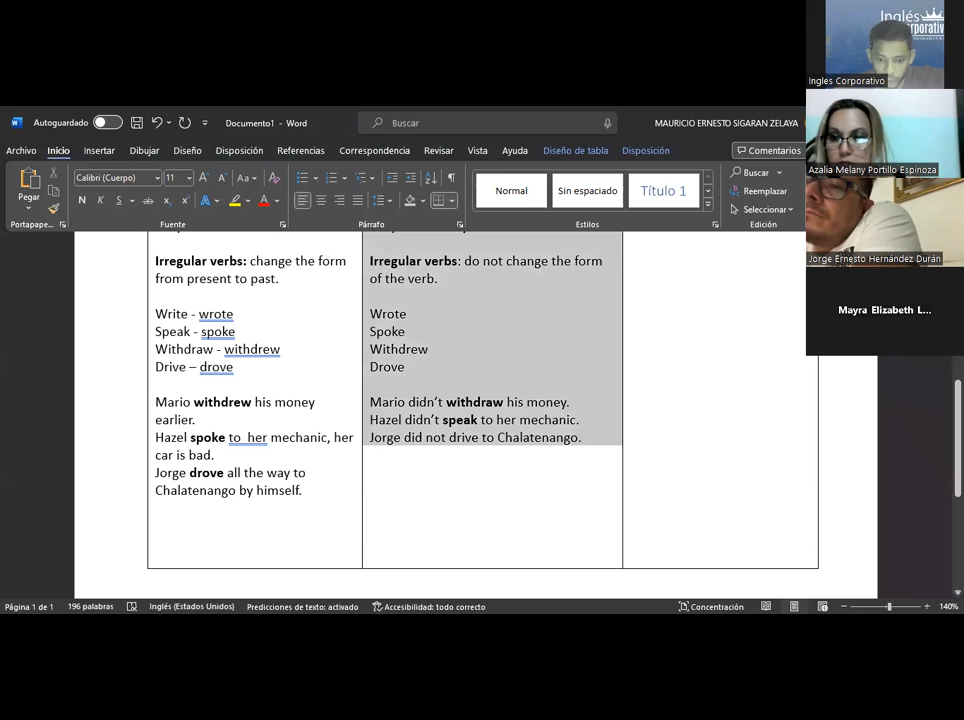 Inglés
Corporativo
Ingles Corporativo
Azalia Melany Portillo Espinoza
Jorge Ernesto Hernández Durán
Mayra Elizabeth L...
Autoguardado
Documento1 - Word
Buscar
MAURICIO ERNESTO SIGARAN ZELAYA
Archivo Inicio Insertar Dibujar Diseño Disposición Referencias Correspondencia Revisar Vista Ayuda Diseño de tabla Disposición Comentarios
Pegar
Calibri (Cuerpo) 11
N K S ab x₂ x² A A
Aa A
Normal
Sin espaciado
Título 1
Buscar
Reemplazar
Seleccionar
Portapape...
Fuente
Párrafo
Estilos
Edición
Irregular verbs: change the form
from present to past.
Write - wrote
Speak - spoke
Withdraw - withdrew
Drive – drove
Mario withdrew his money
earlier.
Hazel spoke to her mechanic, her
car is bad.
Jorge drove all the way to
Chalatenango by himself.
Irregular verbs: do not change the form
of the verb.
Wrote
Spoke
Withdrew
Drove
Mario didn’t withdraw his money.
Hazel didn’t speak to her mechanic.
Jorge did not drive to Chalatenango.
Página 1 de 1 196 palabras Inglés (Estados Unidos) Predicciones de texto: activado Accesibilidad: todo correcto Concentración 140%